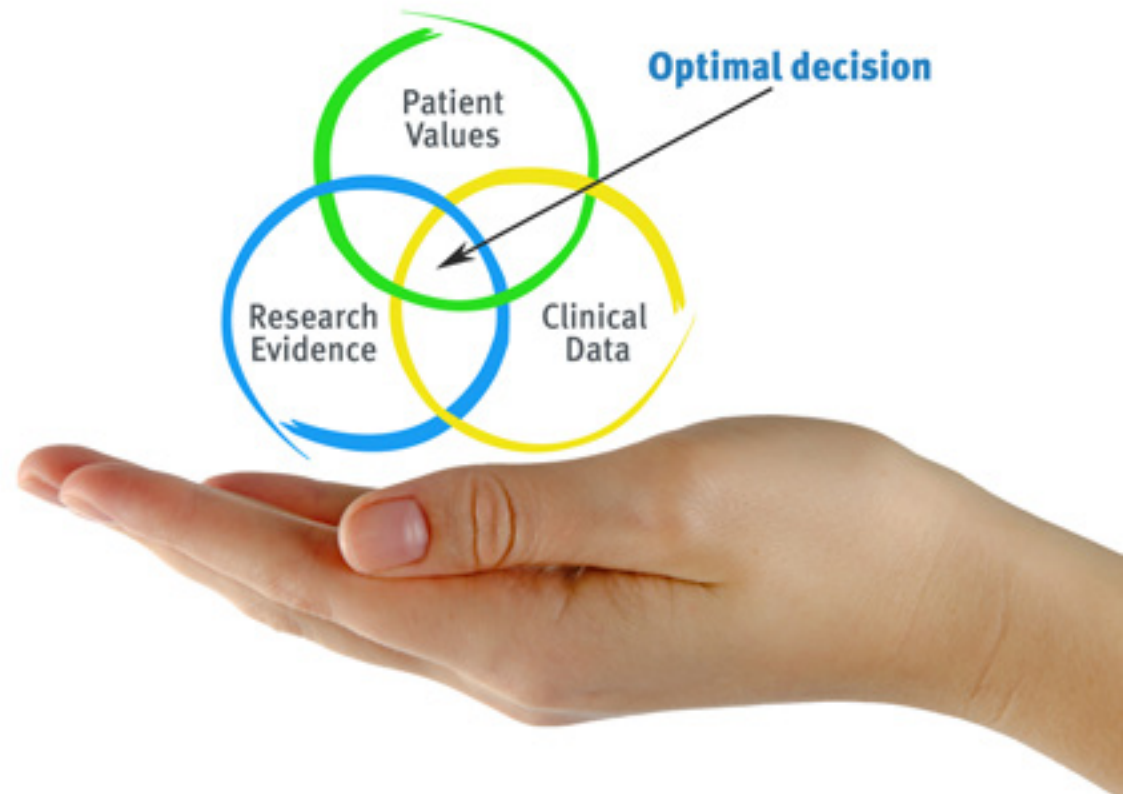 Patient
Values
Optimal decision
Research
Evidence
Clinical
Data